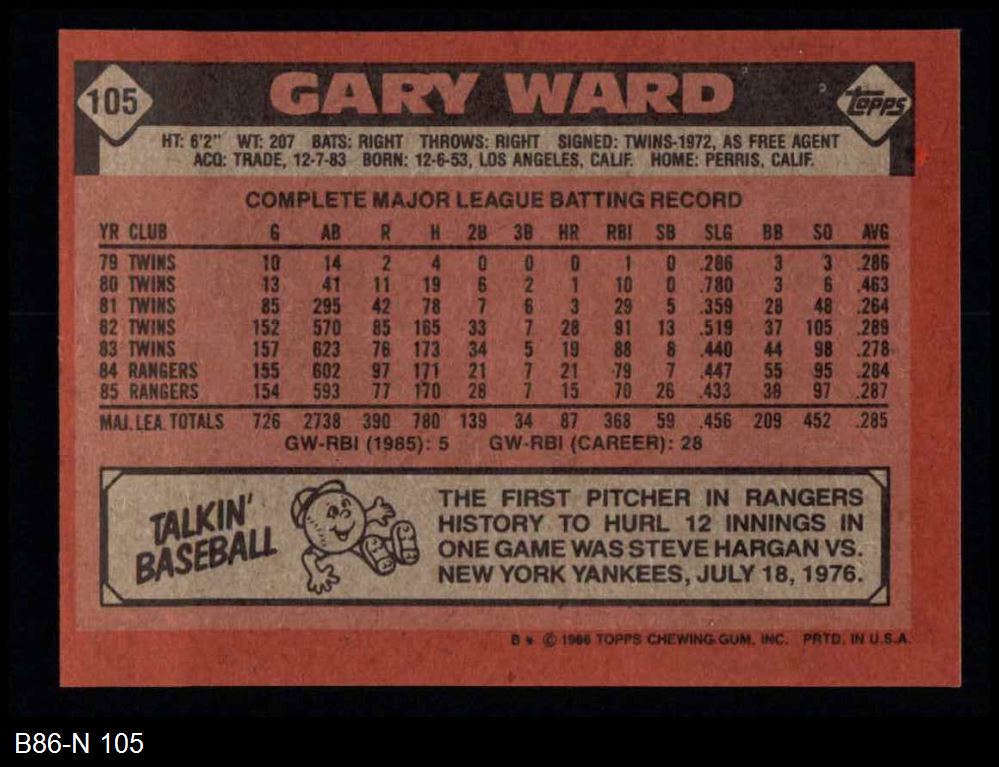 105
GARY WARD
Topps
HT: 6'2" WT: 207 BATS: RIGHT THROWS: RIGHT SIGNED: TWINS-1972, AS FREE AGENT
ACQ: TRADE, 12-7-83 BORN: 12-6-53, LOS ANGELES, CALIF. HOME: PERRIS, CALIF.
COMPLETE MAJOR LEAGUE BATTING RECORD
YR CLUB G AB R H 2B 3B HR RBI SB SLG BB SO AVG
79 TWINS 10 14 2 4 0 0 0 1 0 .286 3 3 .286
80 TWINS 13 41 11 19 6 2 1 10 0 .780 3 6 .463
81 TWINS 85 295 42 78 7 6 3 29 5 .359 28 48 .264
82 TWINS 152 570 85 165 33 7 28 91 13 .519 37 105 .289
83 TWINS 157 623 76 173 34 5 19 88 8 .440 44 98 .278
84 RANGERS 155 602 97 171 21 7 21 79 7 .447 55 95 .284
85 RANGERS 154 593 77 170 28 7 15 70 26 .433 39 97 .287
MAJ. LEA. TOTALS 726 2738 390 780 139 34 87 368 59 .456 209 452 .285
GW-RBI (1985): 5 GW-RBI (CAREER): 28
TALKIN'
BASEBALL
THE FIRST PITCHER IN RANGERS
HISTORY TO HURL 12 INNINGS IN
ONE GAME WAS STEVE HARGAN VS.
NEW YORK YANKEES, JULY 18, 1976.
B * © 1986 TOPPS CHEWING GUM, INC. PRTD. IN U.S.A.
B86-N 105